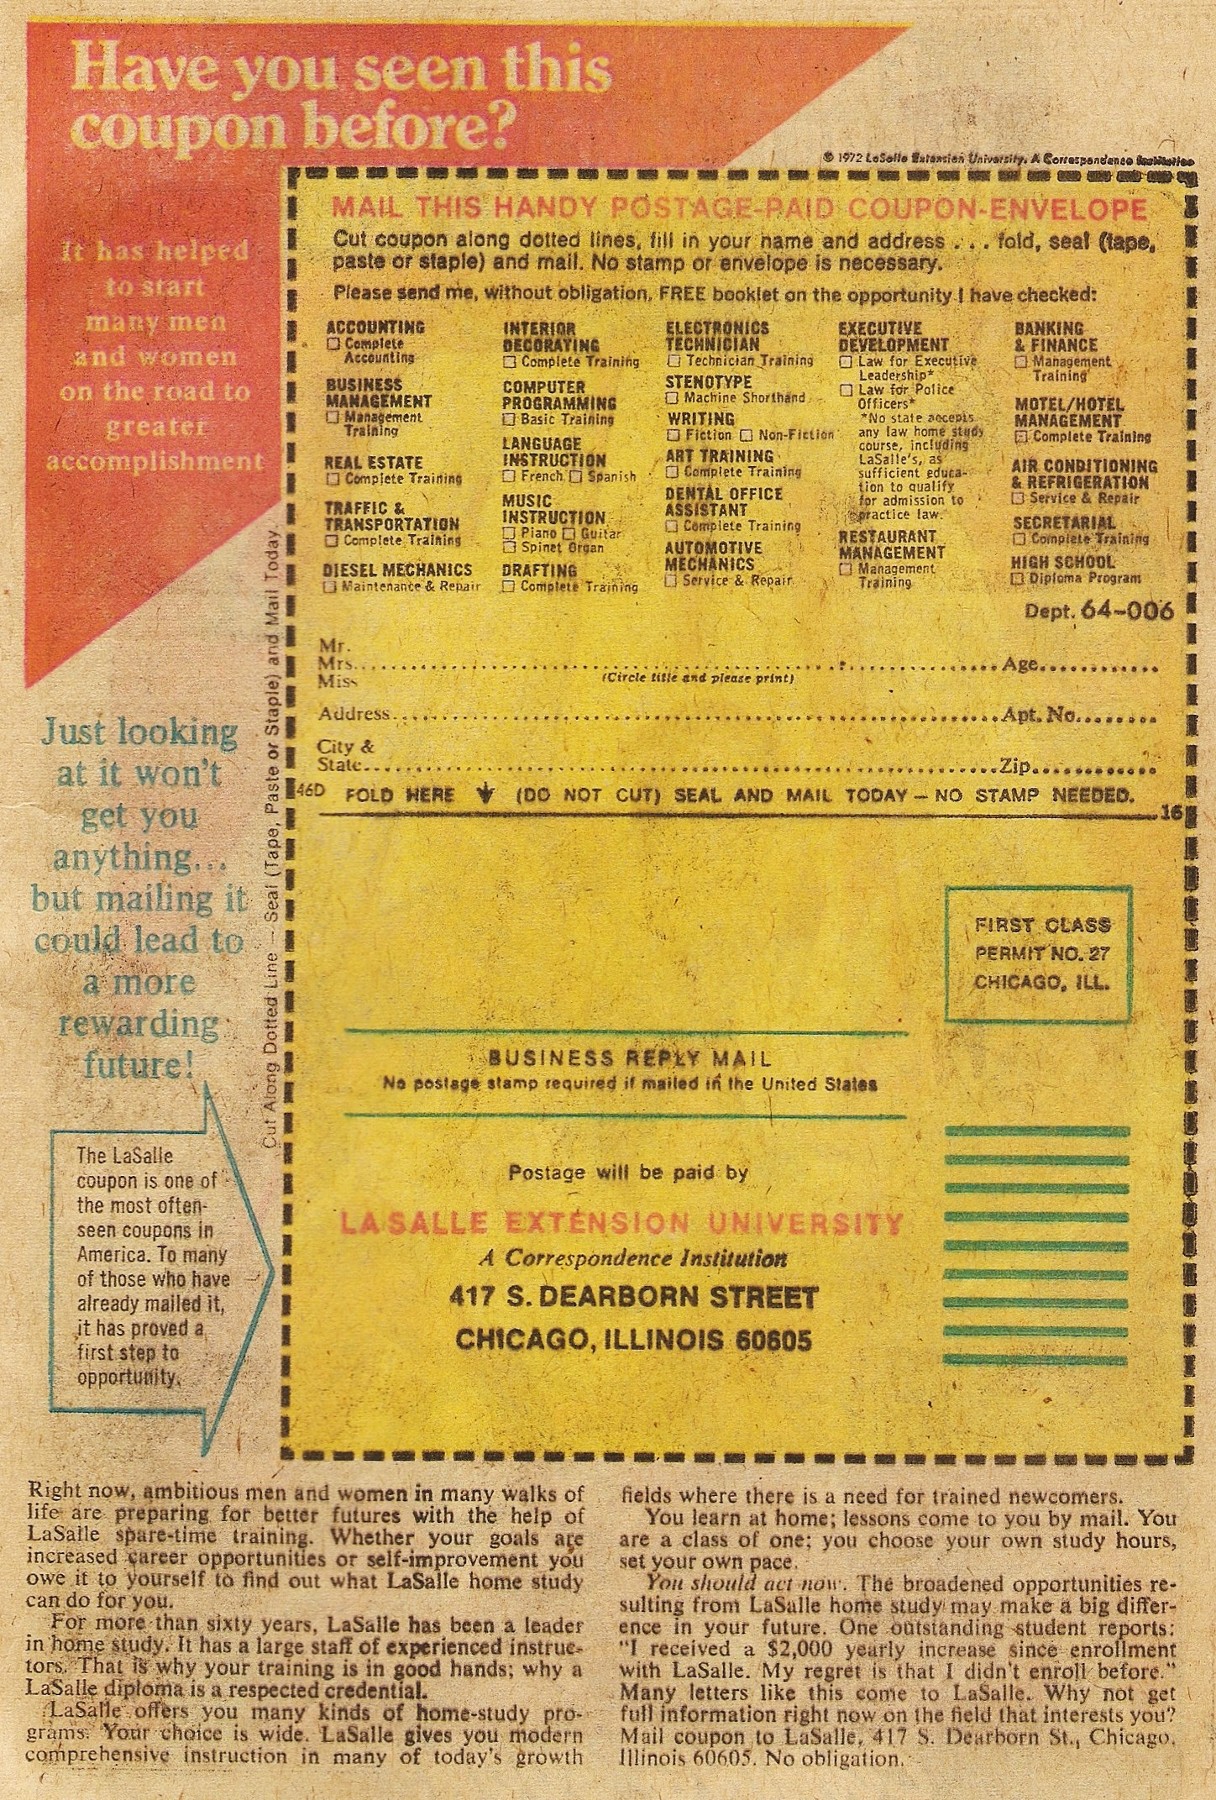 Have you seen this
coupon before?
© 1972 LaSalle Extension University, A Correspondence Institution
It has helped
to start
many men
and women
on the road to
greater
accomplishment
Just looking
at it won't
get you
anything...
but mailing it
could lead to
a more
rewarding
future!
The LaSalle
coupon is one of
the most often-
seen coupons in
America. To many
of those who have
already mailed it,
it has proved a
first step to
opportunity.
Cut Along Dotted Line — Seal (Tape, Paste or Staple) and Mail Today
MAIL THIS HANDY POSTAGE-PAID COUPON-ENVELOPE
Cut coupon along dotted lines, fill in your name and address . . . fold, seal (tape,
paste or staple) and mail. No stamp or envelope is necessary.
Please send me, without obligation, FREE booklet on the opportunity I have checked:
ACCOUNTING
☐ Complete
Accounting
BUSINESS
MANAGEMENT
☐ Management
Training
REAL ESTATE
☐ Complete Training
TRAFFIC &
TRANSPORTATION
☐ Complete Training
DIESEL MECHANICS
☐ Maintenance & Repair
INTERIOR
DECORATING
☐ Complete Training
COMPUTER
PROGRAMMING
☐ Basic Training
LANGUAGE
INSTRUCTION
☐ French ☐ Spanish
MUSIC
INSTRUCTION
☐ Piano ☐ Guitar
☐ Spinet Organ
DRAFTING
☐ Complete Training
ELECTRONICS
TECHNICIAN
☐ Technician Training
STENOTYPE
☐ Machine Shorthand
WRITING
☐ Fiction ☐ Non-Fiction
ART TRAINING
☐ Complete Training
DENTAL OFFICE
ASSISTANT
☐ Complete Training
AUTOMOTIVE
MECHANICS
☐ Service & Repair
EXECUTIVE
DEVELOPMENT
☐ Law for Executive
Leadership*
☐ Law for Police
Officers*
*No state accepts
any law home study
course, including
LaSalle's, as
sufficient educa-
tion to qualify
for admission to
practice law.
RESTAURANT
MANAGEMENT
☐ Management
Training
BANKING
& FINANCE
☐ Management
Training
MOTEL/HOTEL
MANAGEMENT
☐ Complete Training
AIR CONDITIONING
& REFRIGERATION
☐ Service & Repair
SECRETARIAL
☐ Complete Training
HIGH SCHOOL
☐ Diploma Program
Dept. 64-006
Mr.
Mrs. Age
Miss (Circle title and please print)
Address Apt. No.
City &
State Zip
46D FOLD HERE ↓ (DO NOT CUT) SEAL AND MAIL TODAY — NO STAMP NEEDED.
16
FIRST CLASS
PERMIT NO. 27
CHICAGO, ILL.
BUSINESS REPLY MAIL
No postage stamp required if mailed in the United States
Postage will be paid by
LASALLE EXTENSION UNIVERSITY
A Correspondence Institution
417 S. DEARBORN STREET
CHICAGO, ILLINOIS 60605
Right now, ambitious men and women in many walks of
life are preparing for better futures with the help of
LaSalle spare-time training. Whether your goals are
increased career opportunities or self-improvement you
owe it to yourself to find out what LaSalle home study
can do for you.
For more than sixty years, LaSalle has been a leader
in home study. It has a large staff of experienced instruc-
tors. That is why your training is in good hands; why a
LaSalle diploma is a respected credential.
LaSalle offers you many kinds of home-study pro-
grams. Your choice is wide. LaSalle gives you modern
comprehensive instruction in many of today's growth
fields where there is a need for trained newcomers.
You learn at home; lessons come to you by mail. You
are a class of one; you choose your own study hours,
set your own pace.
You should act now. The broadened opportunities re-
sulting from LaSalle home study may make a big differ-
ence in your future. One outstanding student reports:
"I received a $2,000 yearly increase since enrollment
with LaSalle. My regret is that I didn't enroll before."
Many letters like this come to LaSalle. Why not get
full information right now on the field that interests you?
Mail coupon to LaSalle, 417 S. Dearborn St., Chicago,
Illinois 60605. No obligation.